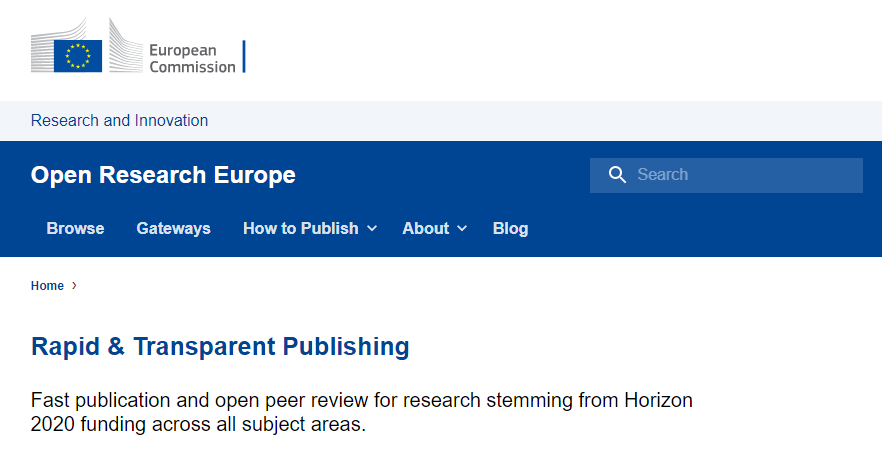 European
Commission
Research and Innovation
Open Research Europe
Search
Browse Gateways How to Publish About Blog
Home
Rapid & Transparent Publishing
Fast publication and open peer review for research stemming from Horizon
2020 funding across all subject areas.